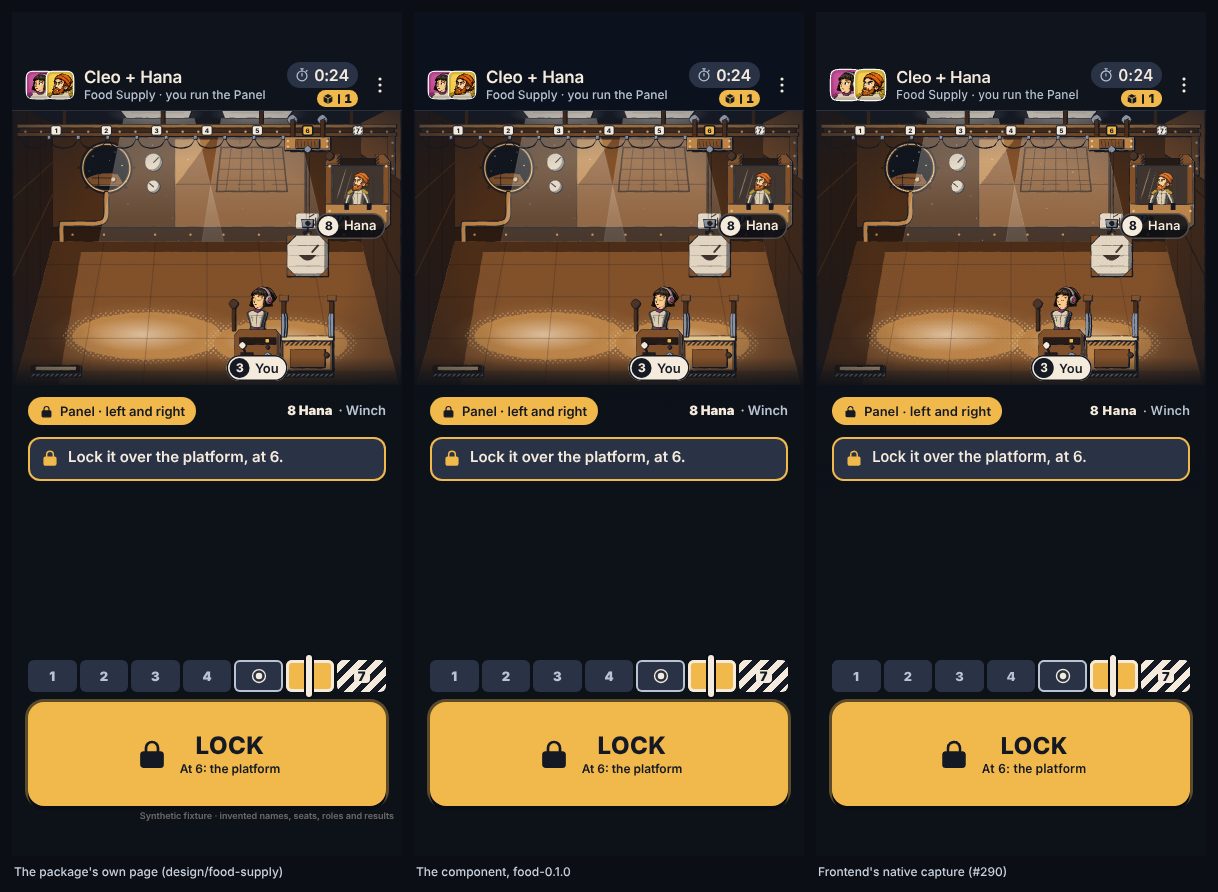 Cleo + Hana
0:24
Food Supply · you run the Panel
1
1 2 3 4 5 6 7
8 Hana
3 You
Panel · left and right
8 Hana · Winch
Lock it over the platform, at 6.
1 2 3 4 7
LOCK
At 6: the platform
Synthetic fixture · invented names, seats, roles and results
The package's own page (design/food-supply)
Cleo + Hana
0:24
Food Supply · you run the Panel
1
1 2 3 4 5 6 7
8 Hana
3 You
Panel · left and right
8 Hana · Winch
Lock it over the platform, at 6.
1 2 3 4 7
LOCK
At 6: the platform
The component, food-0.1.0
Cleo + Hana
0:24
Food Supply · you run the Panel
1
1 2 3 4 5 6 7
8 Hana
3 You
Panel · left and right
8 Hana · Winch
Lock it over the platform, at 6.
1 2 3 4 7
LOCK
At 6: the platform
Frontend's native capture (#290)